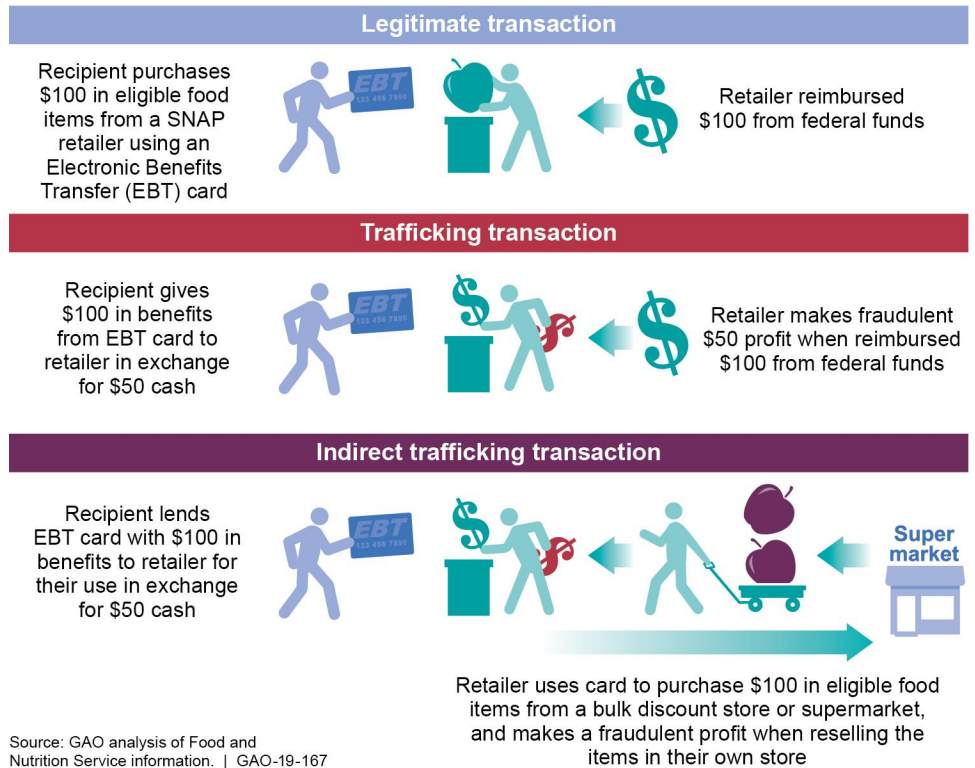 Legitimate transaction
Recipient purchases
$100 in eligible food
items from a SNAP
retailer using an
Electronic Benefits
Transfer (EBT) card
EBT
123 456 7890
Retailer reimbursed
$100 from federal funds
Trafficking transaction
Recipient gives
$100 in benefits
from EBT card to
retailer in exchange
for $50 cash
EBT
123 456 7890
Retailer makes fraudulent
$50 profit when reimbursed
$100 from federal funds
Indirect trafficking transaction
Recipient lends
EBT card with $100 in
benefits to retailer for
their use in exchange
for $50 cash
EBT
123 456 7890
Super
market
Retailer uses card to purchase $100 in eligible food
items from a bulk discount store or supermarket,
and makes a fraudulent profit when reselling the
items in their own store
Source: GAO analysis of Food and
Nutrition Service information. | GAO-19-167